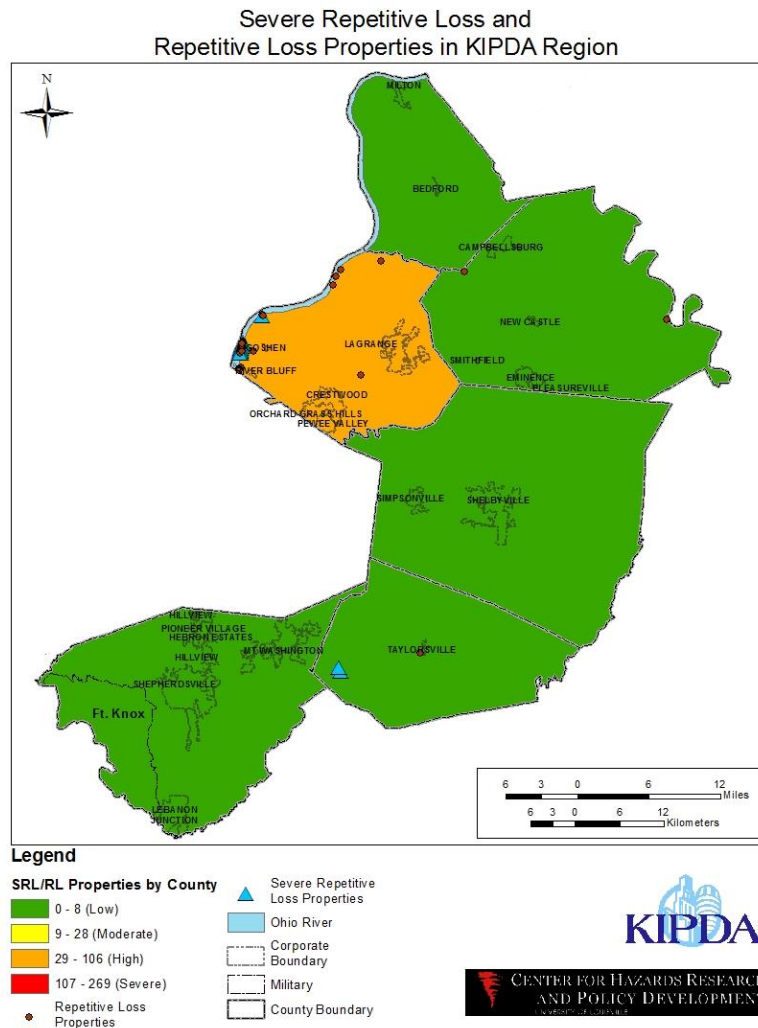 Severe Repetitive Loss and
Repetitive Loss Properties in KIPDA Region
N
MILTON
BEDFORD
CAMPBELLSBURG
NEW CASTLE
GOSHEN
LAGRANGE
SMITHFIELD
RIVER BLUFF
EMINENCE
PLEASUREVILLE
CRESTWOOD
ORCHARD GRASS HILLS
PEWEE VALLEY
SIMPSONVILLE
SHELBYVILLE
HILLVIEW
PIONEER VILLAGE
HEBRON ESTATES
MT WASHINGTON
TAYLORSVILLE
HILLVIEW
SHEPHERDSVILLE
Ft. Knox
LEBANON
JUNCTION
6 3 0 6 12
Miles
6 3 0 6 12
Kilometers
Legend
SRL/RL Properties by County
0 - 8 (Low)
9 - 28 (Moderate)
29 - 106 (High)
107 - 269 (Severe)
Repetitive Loss
Properties
Severe Repetitive
Loss Properties
Ohio River
Corporate
Boundary
Military
County Boundary
KIPDA
CENTER FOR HAZARDS RESEARCH
AND POLICY DEVELOPMENT
UNIVERSITY OF LOUISVILLE